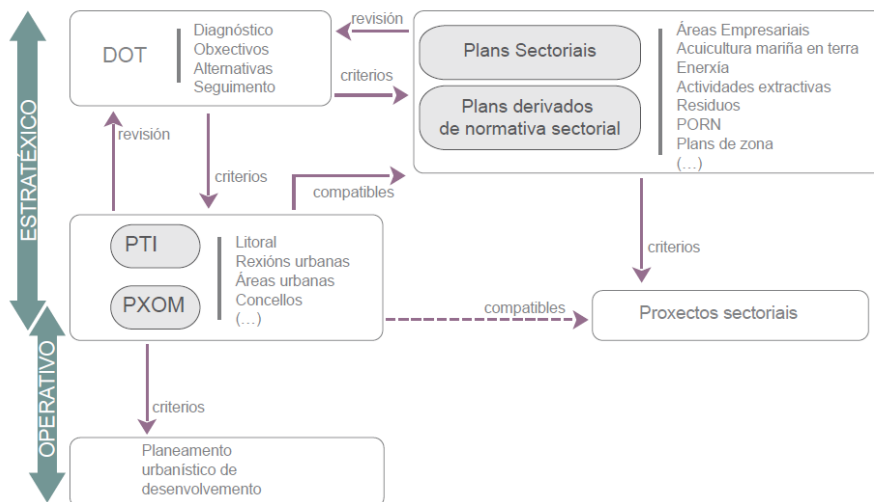 ESTRATÉXICO
OPERATIVO
DOT
Diagnóstico
Obxectivos
Alternativas
Seguimento
revisión
criterios
Plans Sectoriais
Plans derivados
de normativa sectorial
Áreas Empresariais
Acuicultura mariña en terra
Enerxía
Actividades extractivas
Residuos
PORN
Plans de zona
(…)
revisión
criterios
compatibles
PTI
PXOM
Litoral
Rexións urbanas
Áreas urbanas
Concellos
(…)
criterios
compatibles
Proxectos sectoriais
criterios
Planeamento
urbanístico de
desenvolvemento